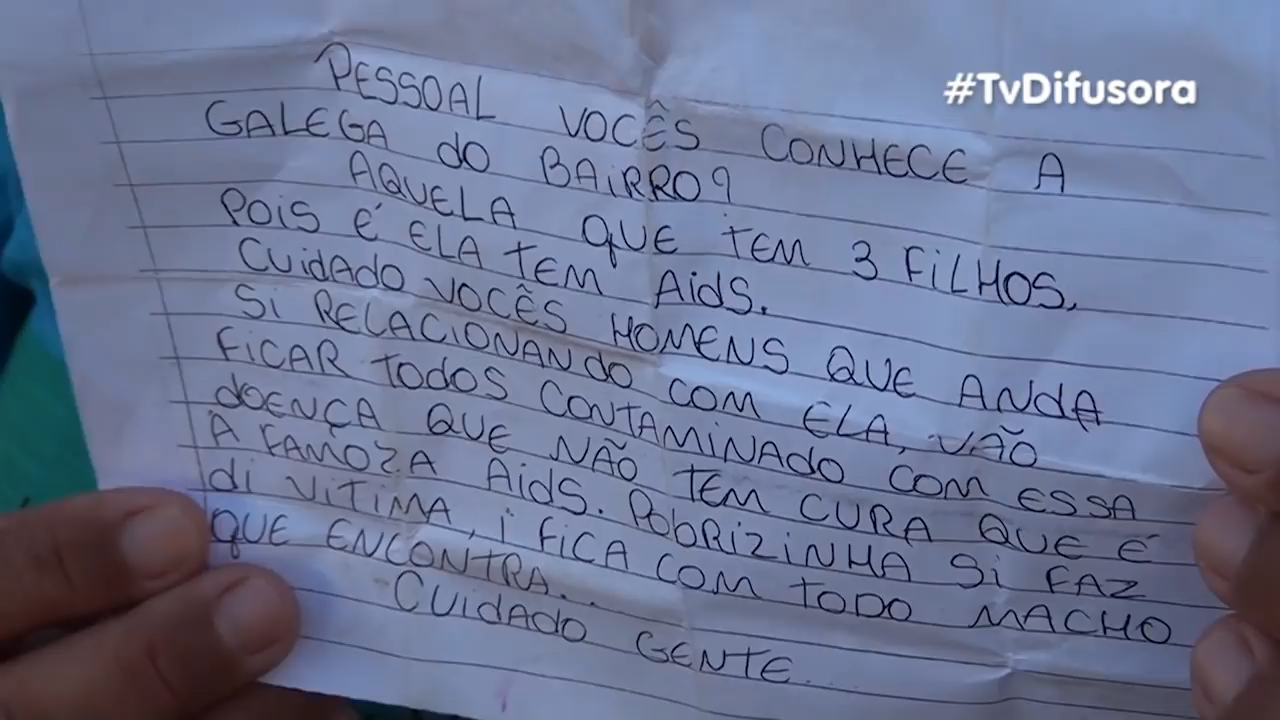 #TvDifusora
PESSOAL VOCÊS CONHECE A
GALEGA do BAiRRO?
AQUELA QUE TEM 3 FiLHOS,
POiS É ELA TEM AidS.
CuidADO VOCÊS HOMENS QUE ANdA
Si RELACIONANdO COM ELA, VÃO
FiCAR TODOS CONTAMINAdO COM ESSA
dOENÇA QUE NÃO TEM CURA QUE É
A FAMOZA AidS. PObRIZINHA Si FAZ
di VITIMA, i FICA COM TODO MACHO
QUE ENCONTRA...
CuidAdO GENTE....